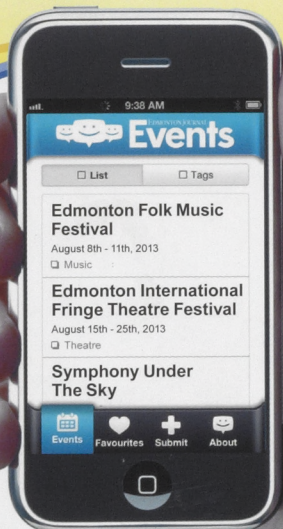 9:38 AM
EDMONTON JOURNAL
Events
List
Tags
Edmonton Folk Music
Festival
August 8th - 11th, 2013
Music
Edmonton International
Fringe Theatre Festival
August 15th - 25th, 2013
Theatre
Symphony Under
The Sky
Events
Favourites
Submit
About